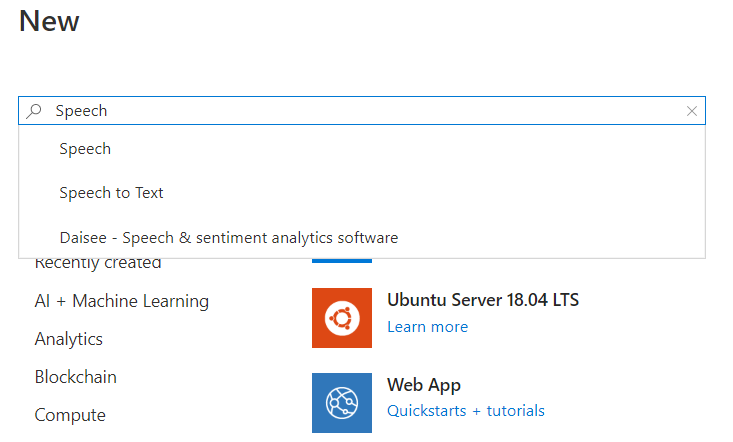 New
Speech
Speech
Speech to Text
Daisee - Speech & sentiment analytics software
Recently created
AI + Machine Learning
Analytics
Blockchain
Compute
Ubuntu Server 18.04 LTS
Learn more
Web App
Quickstarts + tutorials